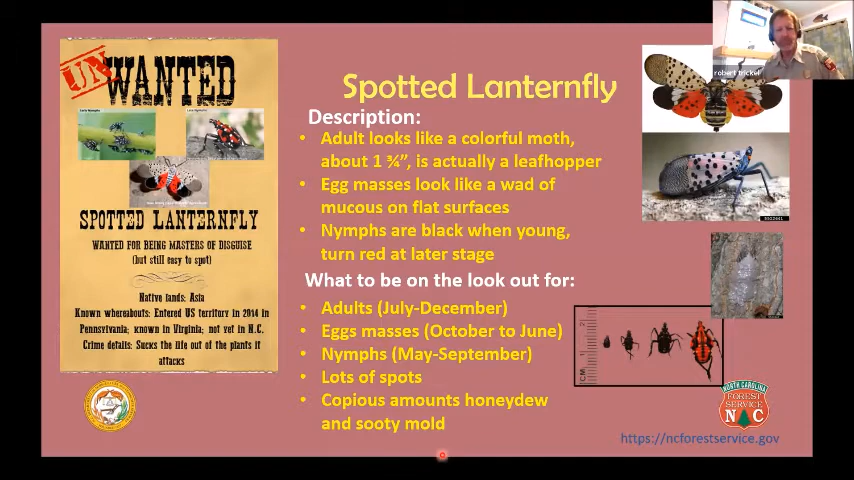 UN
WANTED
SPOTTED LANTERNFLY
WANTED FOR BEING MASTERS OF DISGUISE
(but still easy to spot)
Native lands: Asia
Known whereabouts: Entered US territory in 2014 in
Pennsylvania; known in Virginia; not yet in N.C.
Crime details: Sucks the life out of the plants it
attacks
Spotted Lanternfly
Description:
• Adult looks like a colorful moth,
about 1 ¾”, is actually a leafhopper
• Egg masses look like a wad of
mucous on flat surfaces
• Nymphs are black when young,
turn red at later stage
What to be on the look out for:
• Adults (July-December)
• Eggs masses (October to June)
• Nymphs (May-September)
• Lots of spots
• Copious amounts honeydew
and sooty mold
robert trickel
CM
NORTH CAROLINA
FOREST
SERVICE
N C
https://ncforestservice.gov